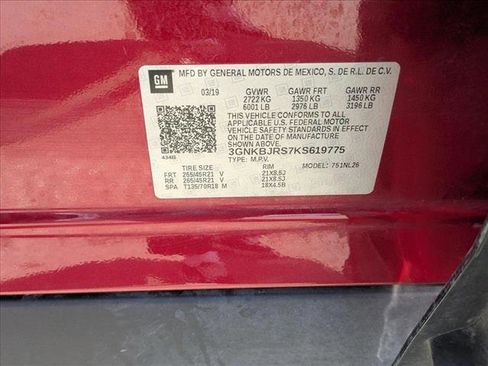 GM
MFD BY GENERAL MOTORS DE MEXICO, S. DE R.L. DE C.V.
03/19 GVWR GAWR FRT GAWR RR
2722 KG 1350 KG 1450 KG
6001 LB 2976 LB 3196 LB
THIS VEHICLE CONFORMS TO ALL
APPLICABLE U.S. FEDERAL MOTOR
VEHICLE SAFETY STANDARDS
IN EFFECT ON THE DATE OF MANUFACTURE
SHOWN ABOVE.
3GNKBJRS7KS619775
TYPE: M.P.V. MODEL: 751NL26
434B
TIRE RIM
FRT 265/45R21 V 21X8.5J
RR 265/45R21 V 21X8.5J
SPA T135/70R18 M 18X4.5B